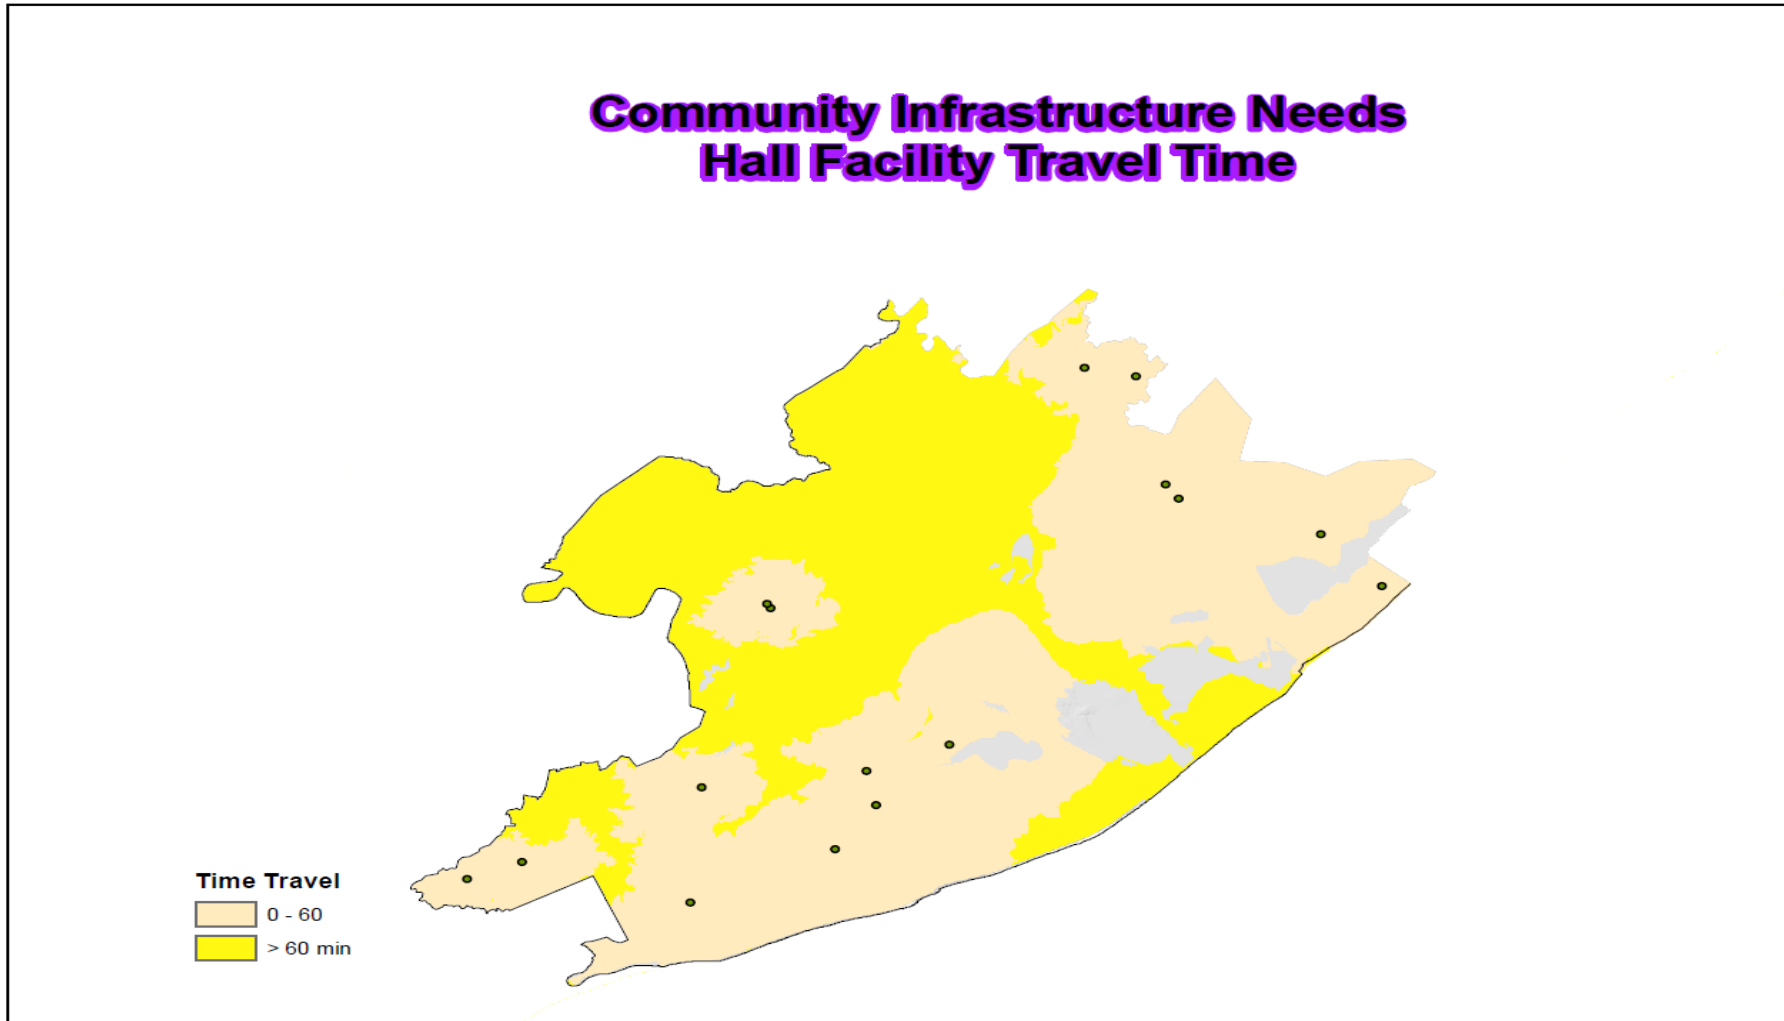 Community Infrastructure Needs
Hall Facility Travel Time
Time Travel
0 - 60
> 60 min